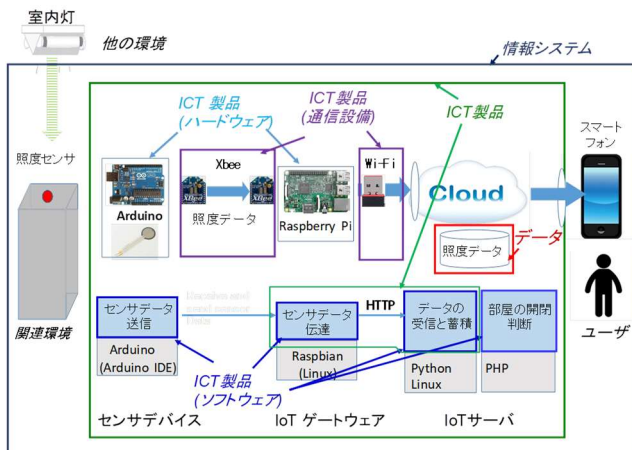 室内灯
他の環境
情報システム
ICT 製品
(ハードウェア)
ICT製品
(通信設備)
ICT製品
スマート
フォン
照度センサ
Xbee
Wi-Fi
Cloud
照度データ
Arduino
Raspberry Pi
データ
照度データ
センサデータ
送信
センサデータ
伝達
HTTP
データの
受信と蓄積
部屋の開閉
判断
関連環境
ユーザ
Arduino
(Arduino IDE)
Raspbian
(Linux)
Python
Linux
PHP
ICT製品
(ソフトウェア)
センサデバイス
IoT ゲートウェア
IoTサーバ